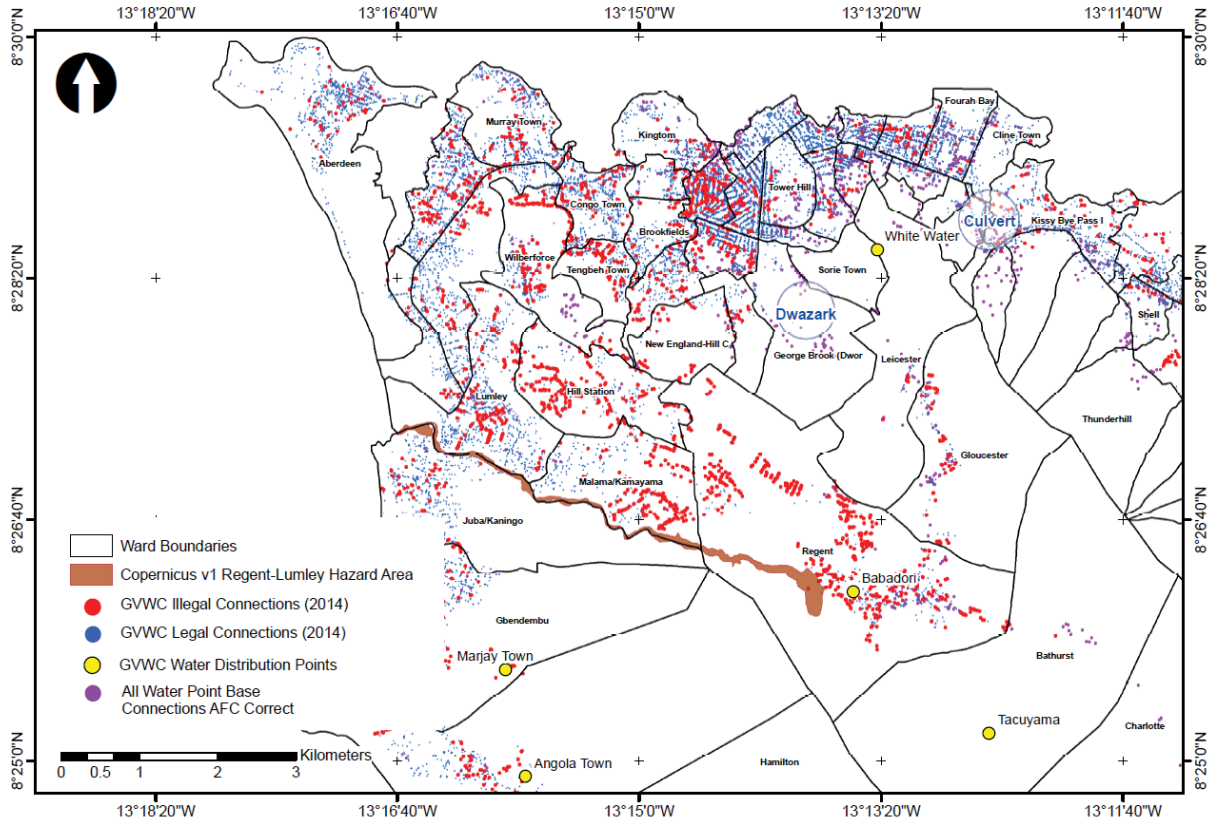 13°18'20"W 13°16'40"W 13°15'0"W 13°13'20"W 13°11'40"W
8°30'0"N 8°30'0"N
Fourah Bay
Murray Town
Kingtom
Cline Town
Aberdeen
Tower Hill
Congo Town
Culvert
Kissy Bye Pass I
Brookfields
White Water
Wilberforce
Tengbeh Town
Sorie Town
8°28'20"N 8°28'20"N
Dwazark
Shell
New England-Hill C
George Brook (Dwor
Leicester
Hill Station
Lumley
Thunderhill
Gloucester
Malama/Kamayama
8°26'40"N 8°26'40"N
Juba/Kaningo
Ward Boundaries
Regent
Copernicus v1 Regent-Lumley Hazard Area
Babadori
GVWC Illegal Connections (2014)
Gbendembu
GVWC Legal Connections (2014)
Marjay Town
Bathurst
GVWC Water Distribution Points
All Water Point Base
Connections AFC Correct
Tacuyama
Charlotte
Kilometers
0 0.5 1 2 3
Angola Town
Hamilton
8°25'0"N 8°25'0"N
13°18'20"W 13°16'40"W 13°15'0"W 13°13'20"W 13°11'40"W